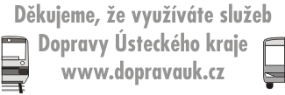 Děkujeme, že využíváte služeb
Dopravy Ústeckého kraje
www.dopravauk.cz